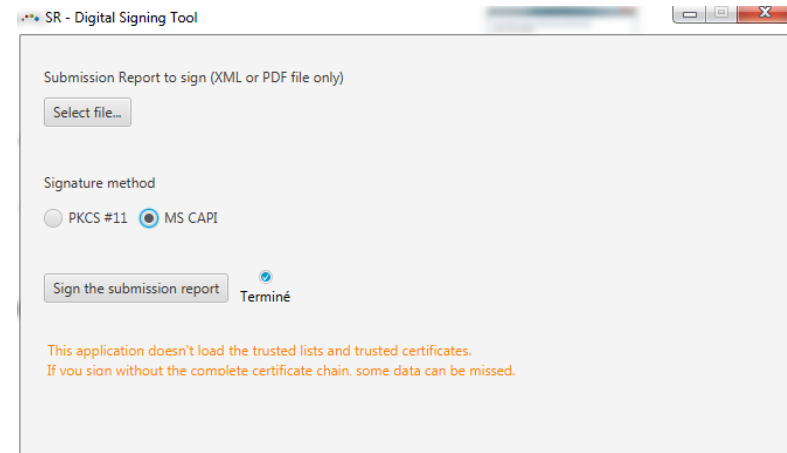 SR - Digital Signing Tool
Submission Report to sign (XML or PDF file only)
Select file...
Signature method
PKCS #11 MS CAPI
Sign the submission report
Terminé
This application doesn't load the trusted lists and trusted certificates.
If you sign without the complete certificate chain, some data can be missed.